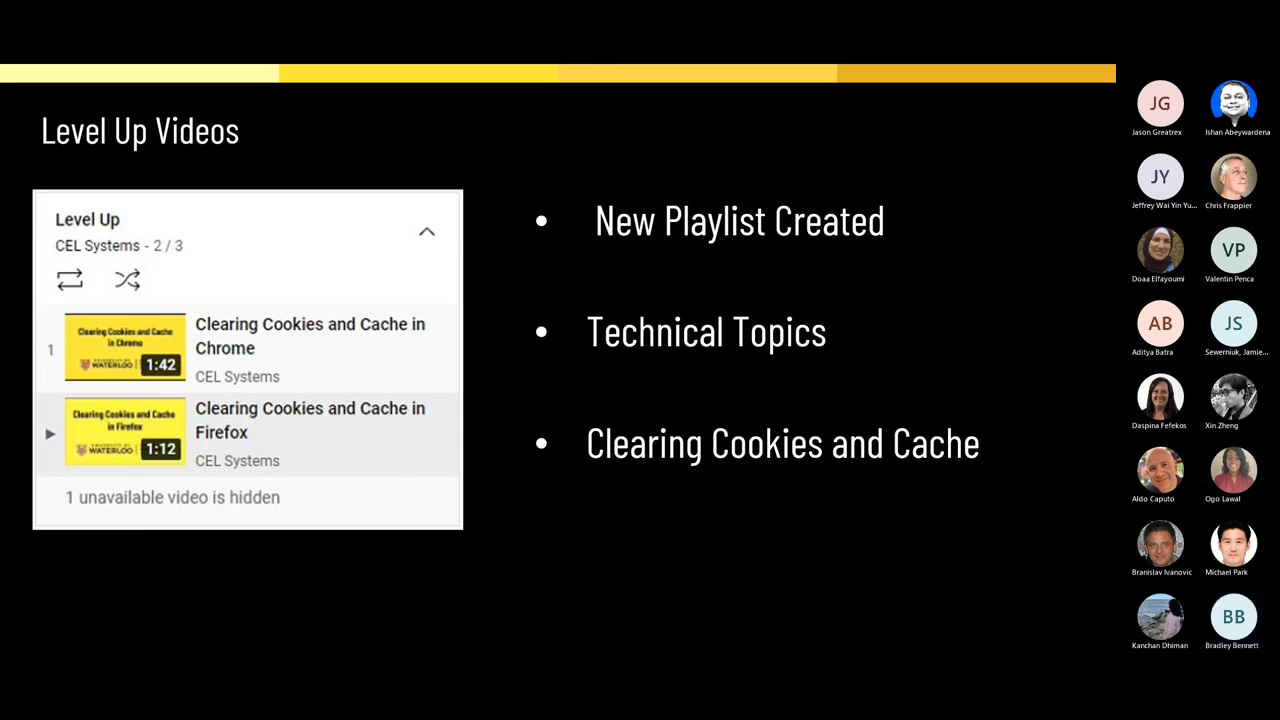 Level Up Videos
Level Up
CEL Systems - 2 / 3
1
Clearing Cookies and Cache
in Chrome
WATERLOO
1:42
Clearing Cookies and Cache in
Chrome
CEL Systems
Clearing Cookies and Cache
in Firefox
WATERLOO
1:12
Clearing Cookies and Cache in
Firefox
CEL Systems
1 unavailable video is hidden
• New Playlist Created
• Technical Topics
• Clearing Cookies and Cache
JG
Jason Greatrex
Ishan Abeywardena
JY
Jeffrey Wai Yin Yu...
Chris Frappier
Doaa Elfayoumi
VP
Valentin Penca
AB
Aditya Batra
JS
Sewerniuk, Jamie...
Daspina Fefekos
Xin Zheng
Aldo Caputo
Ogo Lawal
Branislav Ivanovic
Michael Park
Kanchan Dhiman
BB
Bradley Bennett